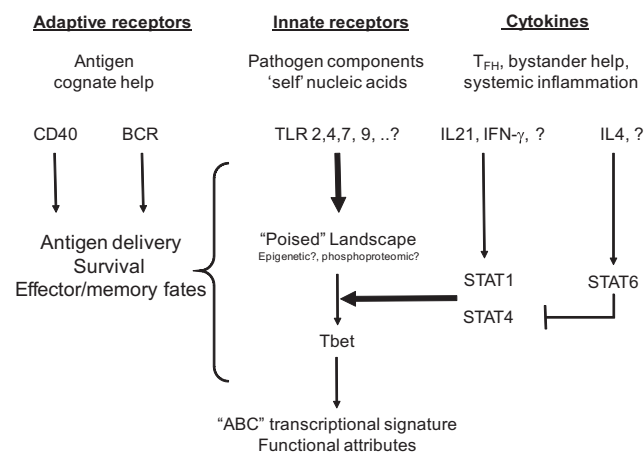 Adaptive receptors
Antigen
cognate help
CD40 BCR
Antigen delivery
Survival
Effector/memory fates
Innate receptors
Pathogen components
‘self’ nucleic acids
TLR 2,4,7, 9, ..?
“Poised” Landscape
Epigenetic?, phosphoproteomic?
Tbet
“ABC” transcriptional signature
Functional attributes
Cytokines
TFH, bystander help,
systemic inflammation
IL21, IFN-γ, ? IL4, ?
STAT1
STAT4
STAT6